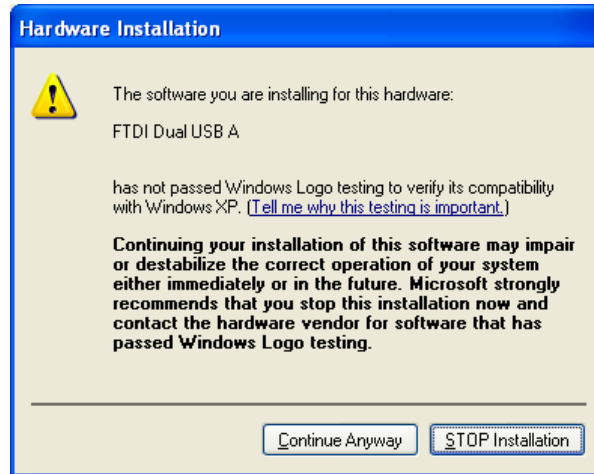 Hardware Installation
The software you are installing for this hardware:
FTDI Dual USB A
has not passed Windows Logo testing to verify its compatibility
with Windows XP. (Tell me why this testing is important.)
Continuing your installation of this software may impair
or destabilize the correct operation of your system
either immediately or in the future. Microsoft strongly
recommends that you stop this installation now and
contact the hardware vendor for software that has
passed Windows Logo testing.
Continue Anyway
STOP Installation